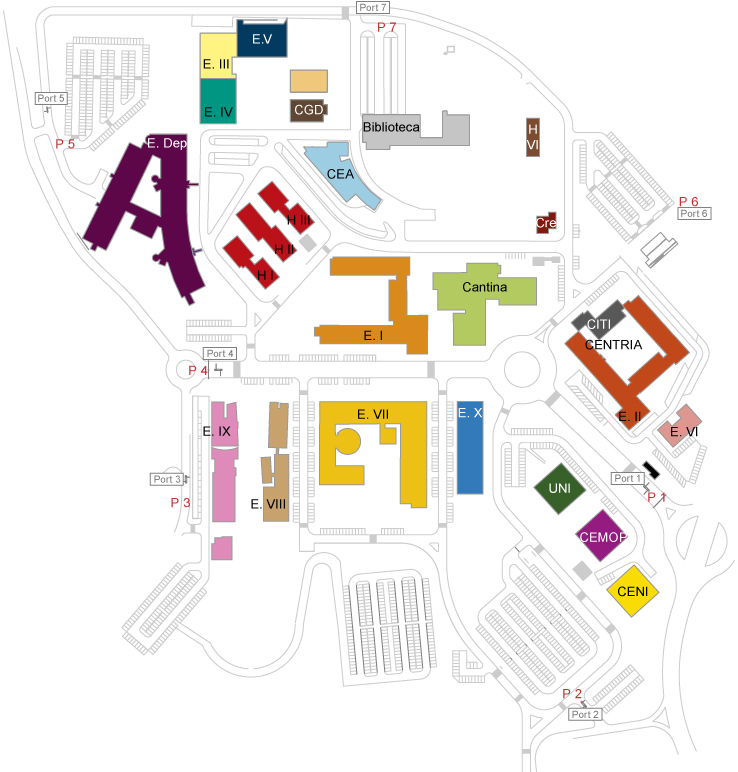 Port 7
P 7
E.V
E. III
Port 5
E. IV
CGD
Biblioteca
H
VI
P 5
E. Dep
CEA
P 6
Port 6
H III
Cre
H II
H I
Cantina
CITI
E. I
CENTRIA
Port 4
P 4
E. IX
E. VII
E. X
E. II
E. VI
Port 3
Port 1
UNI
P 3
E. VIII
P 1
CEMOP
CENI
P 2
Port 2